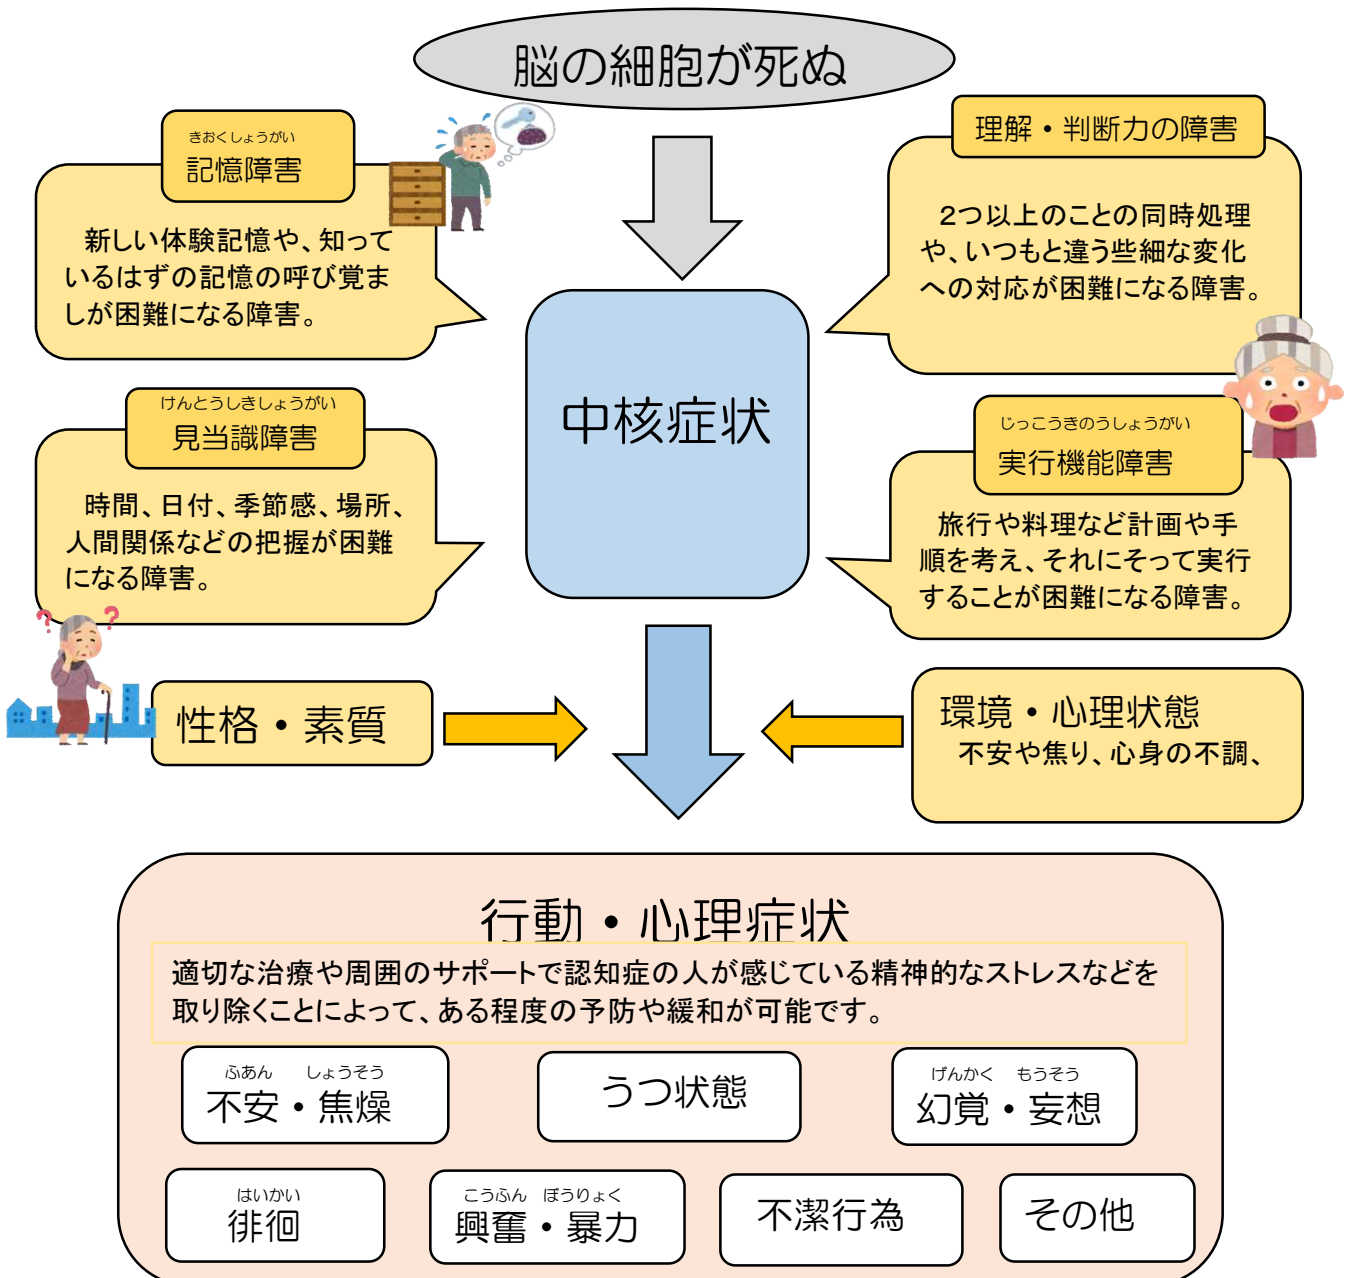 脳の細胞が死ぬ
きおくしょうがい
記憶障害
新しい体験記憶や、知って
いるはずの記憶の呼び覚ま
しが困難になる障害。
理解・判断力の障害
2つ以上のことの同時処理
や、いつもと違う些細な変化
への対応が困難になる障害。
中核症状
けんとうしきしょうがい
見当識障害
時間、日付、季節感、場所、
人間関係などの把握が困難
になる障害。
じっこうきのうしょうがい
実行機能障害
旅行や料理など計画や手
順を考え、それにそって実行
することが困難になる障害。
? ?
性格・素質
環境・心理状態
不安や焦り、心身の不調、
行動・心理症状
適切な治療や周囲のサポートで認知症の人が感じている精神的なストレスなどを
取り除くことによって、ある程度の予防や緩和が可能です。
ふあん しょうそう
不安・焦燥
うつ状態
げんかく もうそう
幻覚・妄想
はいかい
徘徊
こうふん ぼうりょく
興奮・暴力
不潔行為
その他